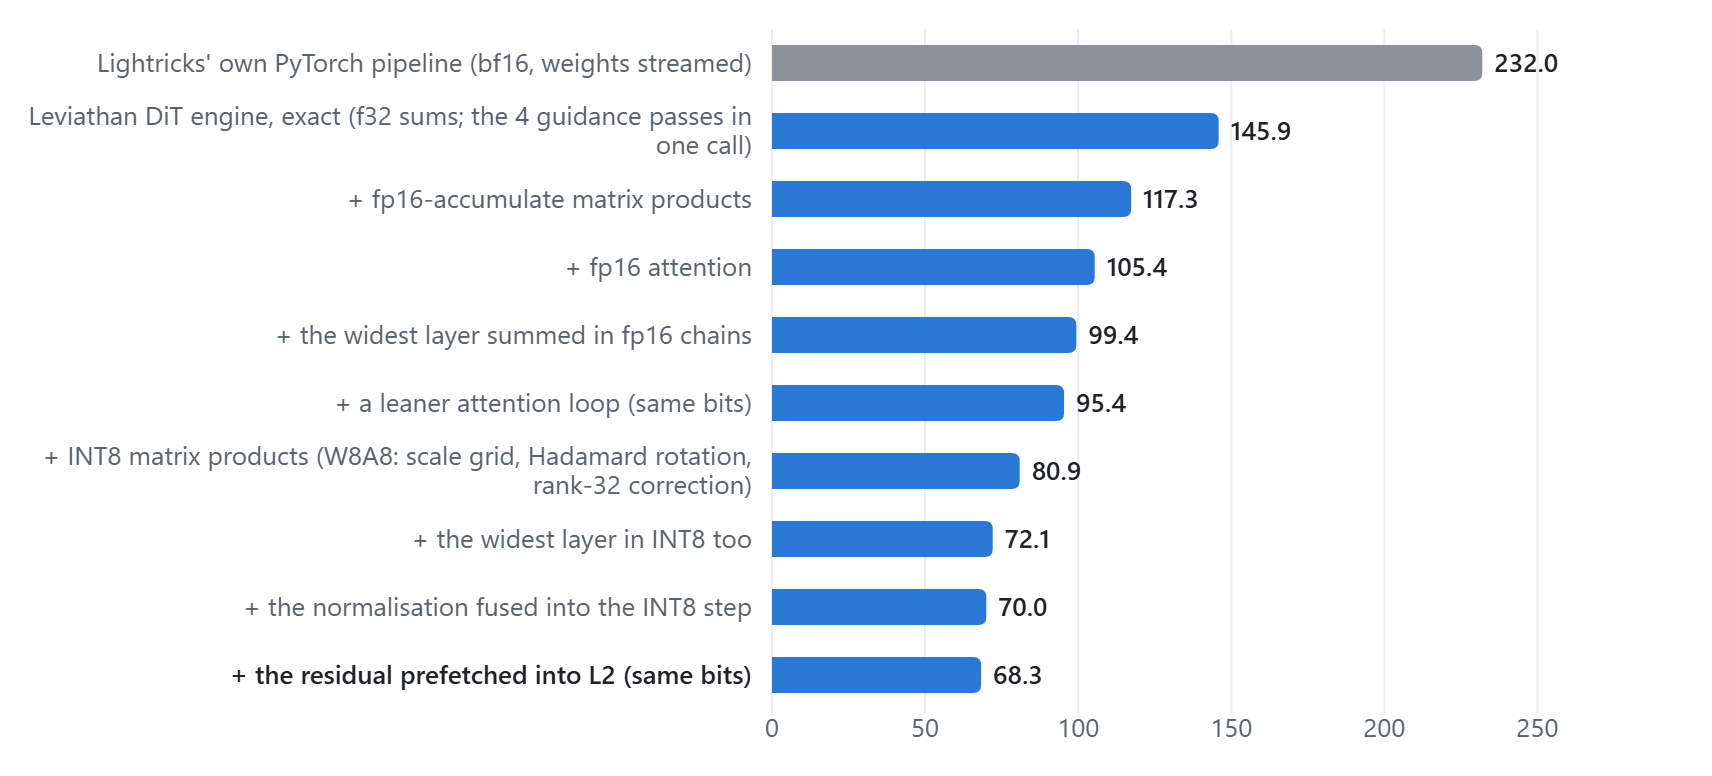 Lightricks' own PyTorch pipeline (bf16, weights streamed)
232.0
Leviathan DiT engine, exact (f32 sums; the 4 guidance passes in
one call)
145.9
+ fp16-accumulate matrix products
117.3
+ fp16 attention
105.4
+ the widest layer summed in fp16 chains
99.4
+ a leaner attention loop (same bits)
95.4
+ INT8 matrix products (W8A8: scale grid, Hadamard rotation,
rank-32 correction)
80.9
+ the widest layer in INT8 too
72.1
+ the normalisation fused into the INT8 step
70.0
+ the residual prefetched into L2 (same bits)
68.3
0 50 100 150 200 250